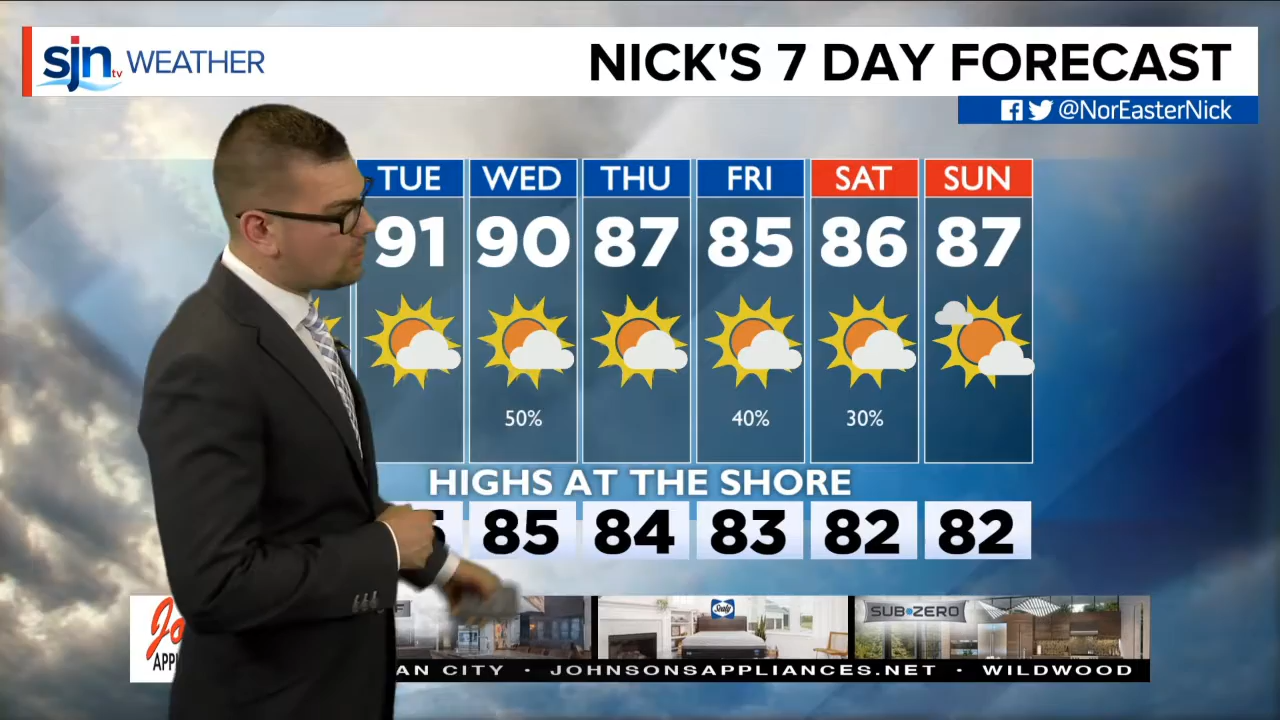 sjn tv WEATHER
NICK'S 7 DAY FORECAST
@NorEasterNick
TUE WED THU FRI SAT SUN
91 90 87 85 86 87
50% 40% 30%
HIGHS AT THE SHORE
85 84 83 82 82
Sealy
SUB-ZERO
CITY · JOHNSONSAPPLIANCES.NET · WILDWOOD